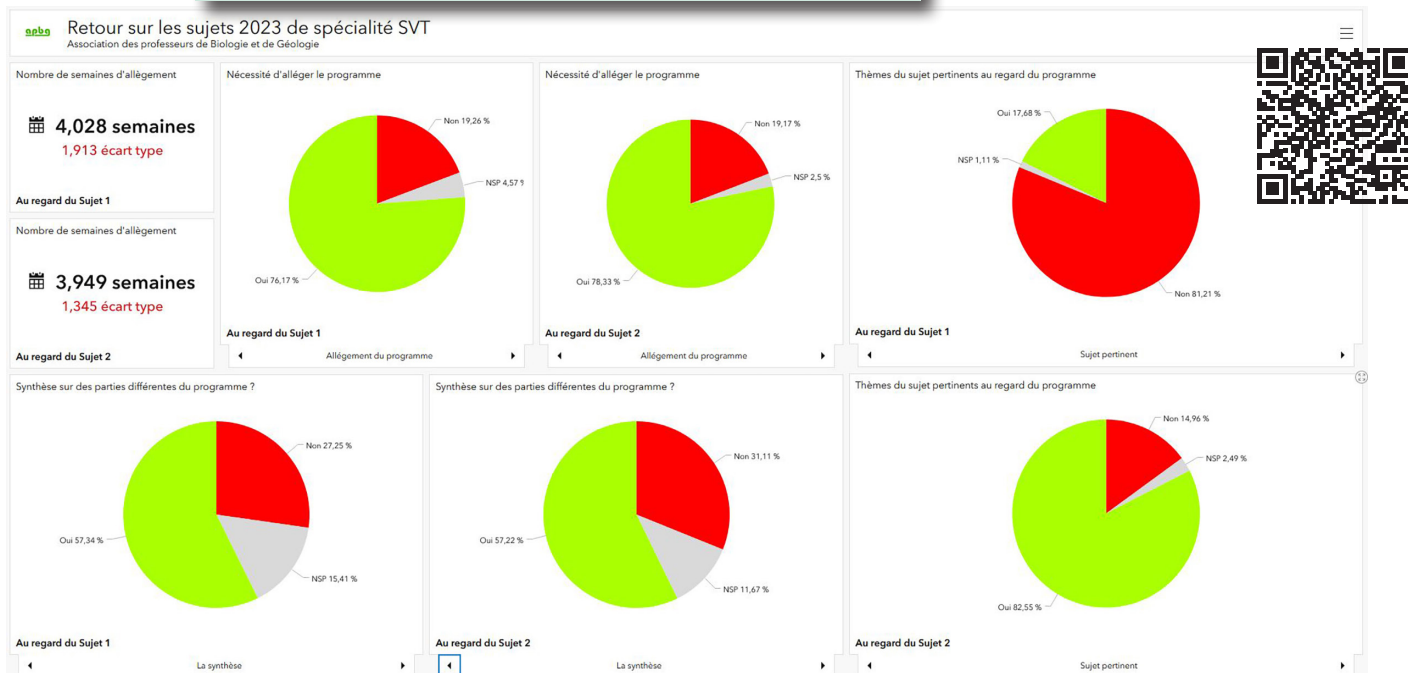 apbg
Retour sur les sujets 2023 de spécialité SVT
Association des professeurs de Biologie et de Géologie
Nombre de semaines d'allègement
4,028 semaines
1,913 écart type
Au regard du Sujet 1
Nombre de semaines d'allègement
3,949 semaines
1,345 écart type
Au regard du Sujet 2
Nécessité d'alléger le programme
Non 19,26 %
NSP 4,57 %
Oui 76,17 %
Au regard du Sujet 1
Allégement du programme
Nécessité d'alléger le programme
Non 19,17 %
NSP 2,5 %
Oui 78,33 %
Au regard du Sujet 2
Allégement du programme
Thèmes du sujet pertinents au regard du programme
Oui 17,68 %
NSP 1,11 %
Non 81,21 %
Au regard du Sujet 1
Sujet pertinent
Synthèse sur des parties différentes du programme ?
Non 27,25 %
Oui 57,34 %
NSP 15,41 %
Au regard du Sujet 1
La synthèse
Synthèse sur des parties différentes du programme ?
Non 31,11 %
Oui 57,22 %
NSP 11,67 %
Au regard du Sujet 2
La synthèse
Thèmes du sujet pertinents au regard du programme
Non 14,96 %
NSP 2,49 %
Oui 82,55 %
Au regard du Sujet 2
Sujet pertinent